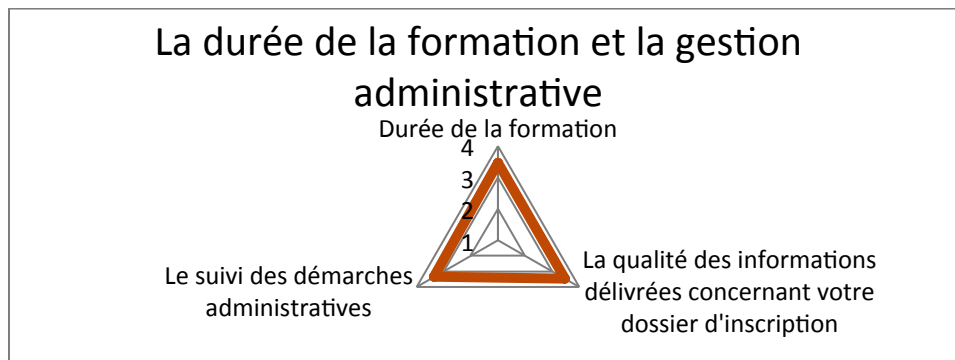 La durée de la formation et la gestion
administrative
Durée de la formation
4
3
2
1
Le suivi des démarches
administratives
La qualité des informations
délivrées concernant votre
dossier d'inscription